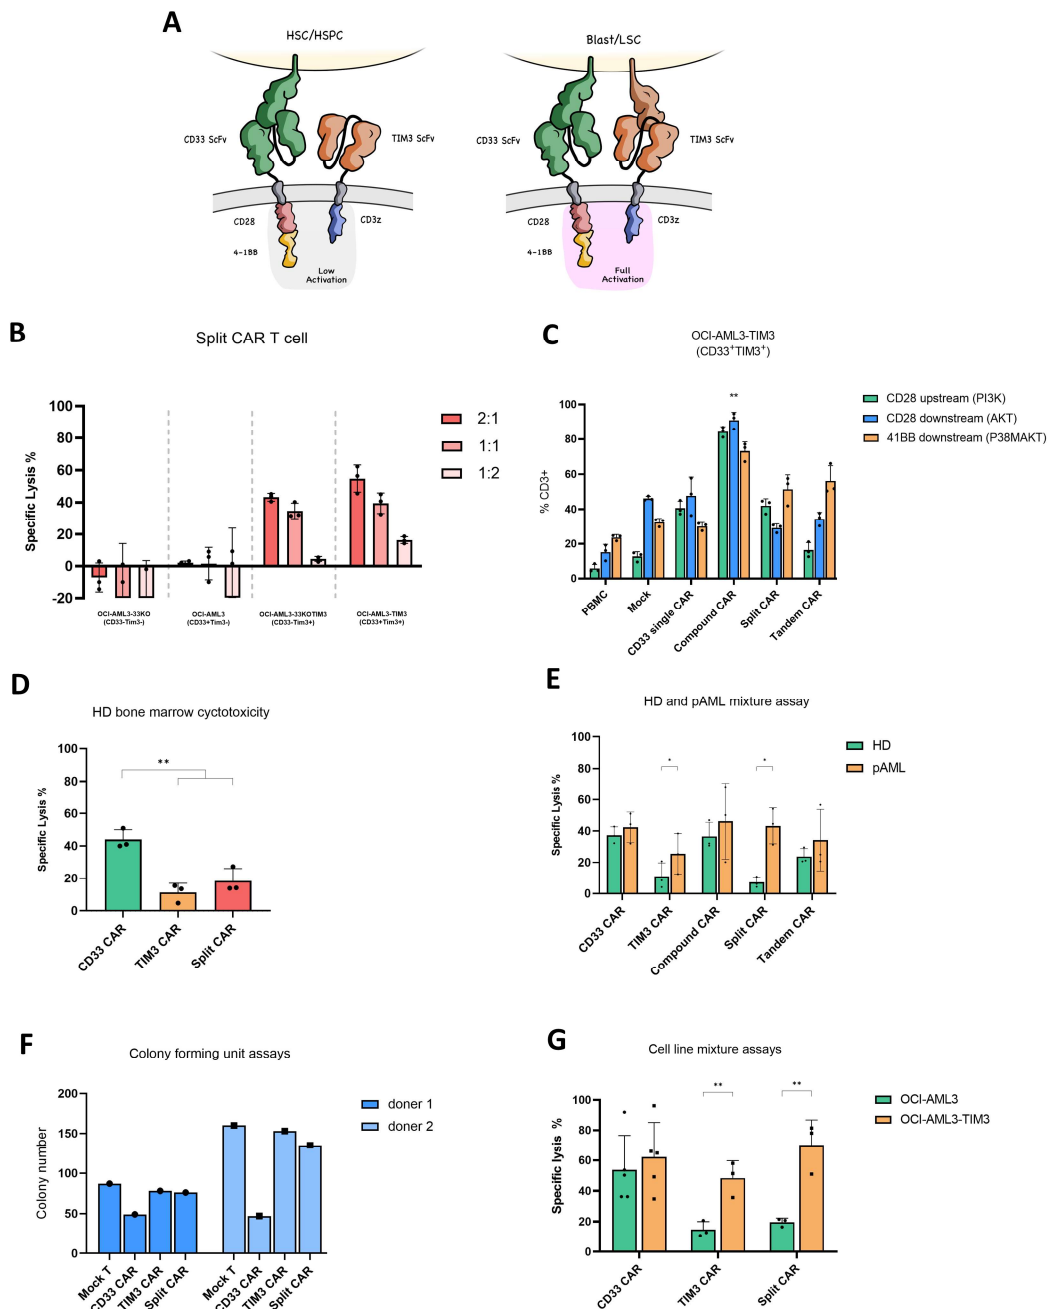 A
HSC/HSPC
Blast/LSC
CD33 ScFv
TIM3 ScFv
CD33 ScFv
TIM3 ScFv
CD28
CD3z
CD28
CD3z
4-1BB
4-1BB
Low
Activation
Full
Activation
B
Split CAR T cell
100
80
60
40
20
0
-20
Specific Lysis %
2:1
1:1
1:2
OCI-AML3-33KO
(CD33-Tim3-)
OCI-AML3
(CD33+Tim3-)
OCI-AML3-33KOTIM3
(CD33-Tim3+)
OCI-AML3-TIM3
(CD33+Tim3+)
C
OCI-AML3-TIM3
(CD33+TIM3+)
100
80
60
40
20
0
% CD3+
**
CD28 upstream (PI3K)
CD28 downstream (AKT)
41BB downstream (P38MAKT)
PBMC
Mock
CD33 single CAR
Compound CAR
Split CAR
Tandem CAR
D
HD bone marrow cyctotoxicity
100
80
60
40
20
0
Specific Lysis %
**
CD33 CAR
TIM3 CAR
Split CAR
E
HD and pAML mixture assay
100
80
60
40
20
0
Specific Lysis %
*
*
HD
pAML
CD33 CAR
TIM3 CAR
Compound CAR
Split CAR
Tandem CAR
F
Colony forming unit assays
200
150
100
50
0
Colony number
doner 1
doner 2
Mock T
CD33 CAR
TIM3 CAR
Split CAR
Mock T
CD33 CAR
TIM3 CAR
Split CAR
G
Cell line mixture assays
100
80
60
40
20
0
Specific lysis %
**
**
OCI-AML3
OCI-AML3-TIM3
CD33 CAR
TIM3 CAR
Split CAR